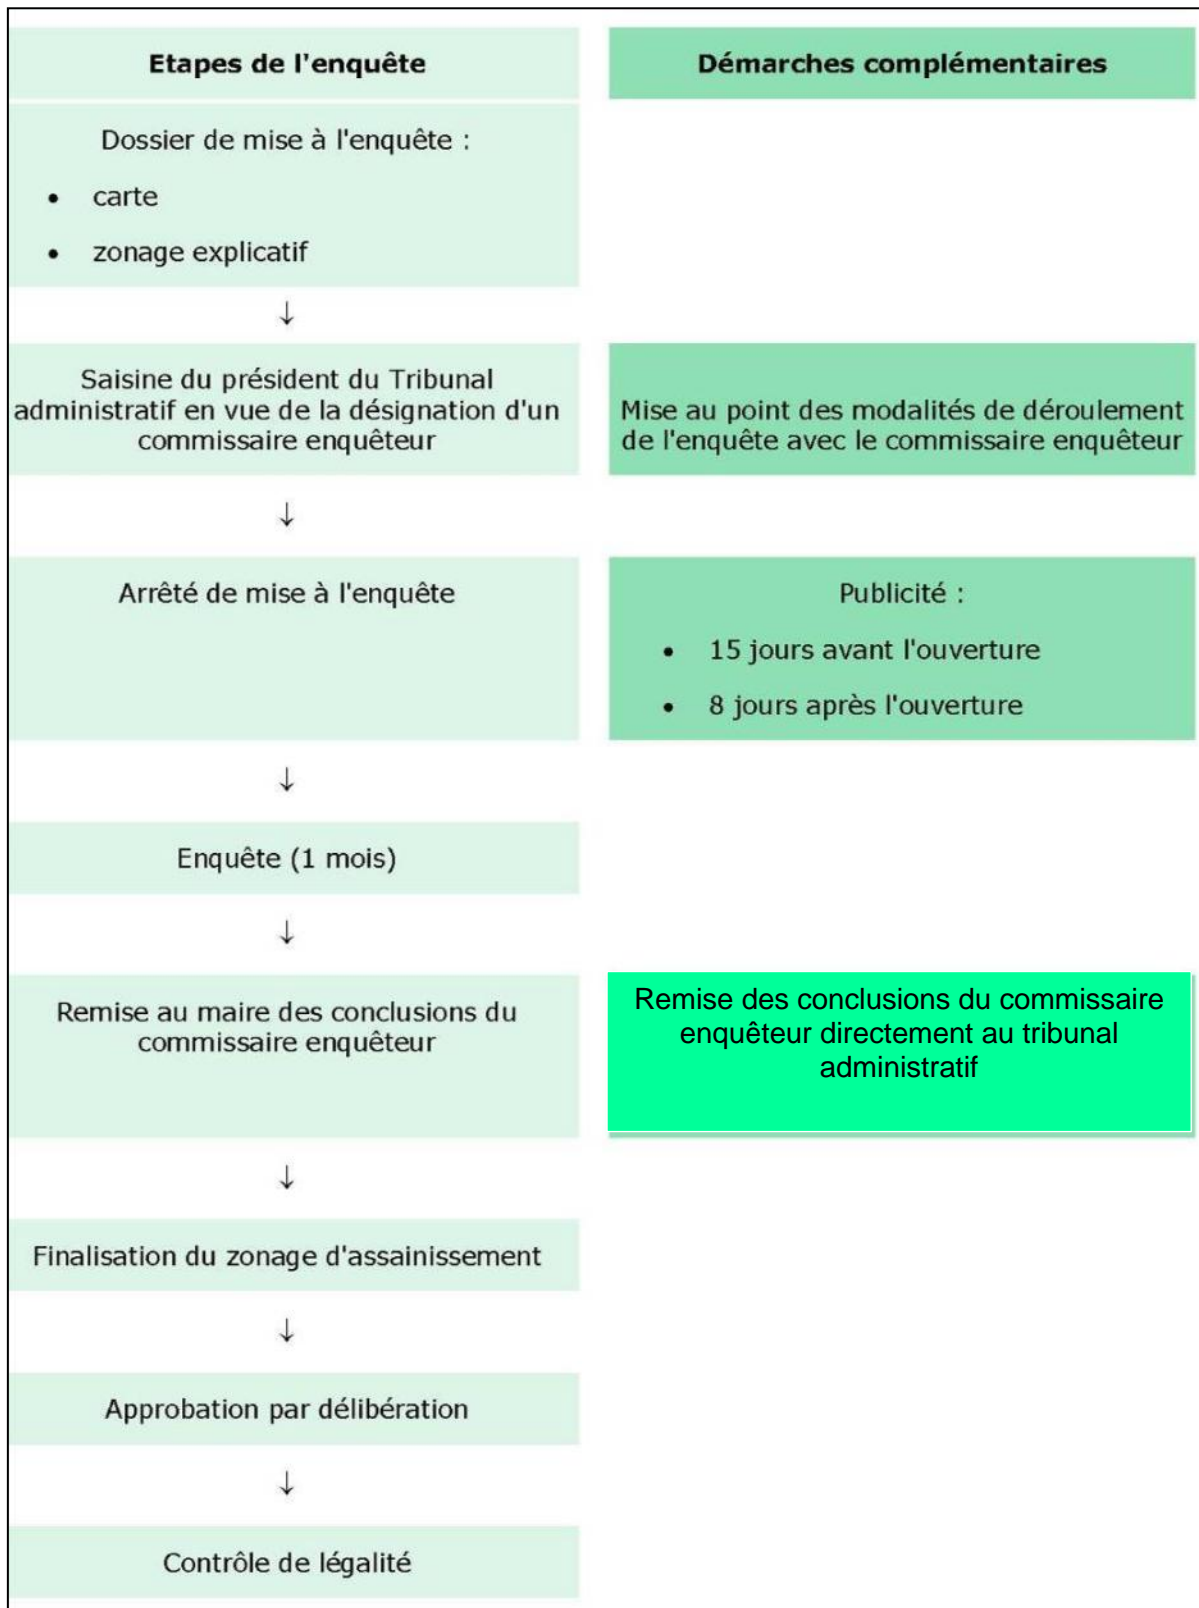 Etapes de l'enquête
Démarches complémentaires
Dossier de mise à l'enquête :
• carte
• zonage explicatif
↓
Saisine du président du Tribunal
administratif en vue de la désignation d'un
commissaire enquêteur
Mise au point des modalités de déroulement
de l'enquête avec le commissaire enquêteur
↓
Arrêté de mise à l'enquête
Publicité :
• 15 jours avant l'ouverture
• 8 jours après l'ouverture
↓
Enquête (1 mois)
↓
Remise au maire des conclusions du
commissaire enquêteur
Remise des conclusions du commissaire
enquêteur directement au tribunal
administratif
↓
Finalisation du zonage d'assainissement
↓
Approbation par délibération
↓
Contrôle de légalité